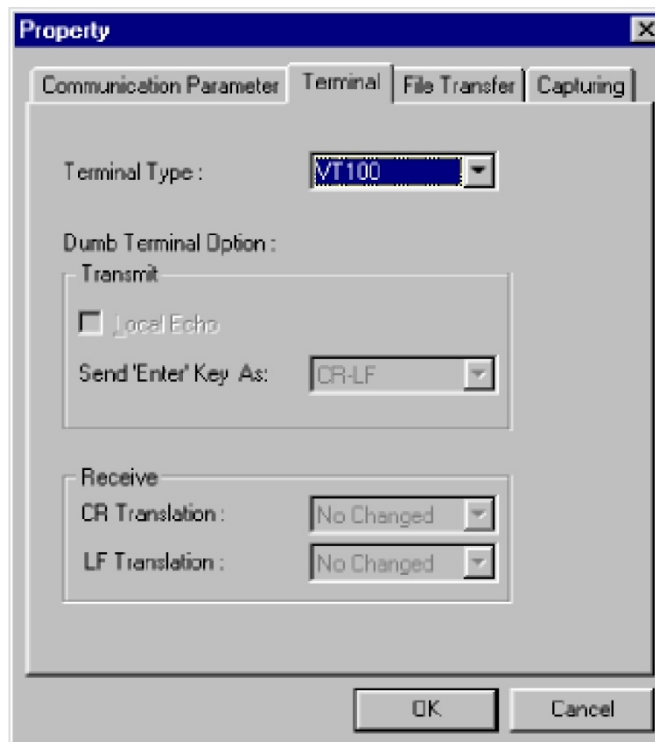 Property
Communication Parameter Terminal File Transfer Capturing
Terminal Type : VT100
Dumb Terminal Option :
Transmit
Local Echo
Send 'Enter' Key As: CR-LF
Receive
CR Translation : No Changed
LF Translation : No Changed
OK Cancel